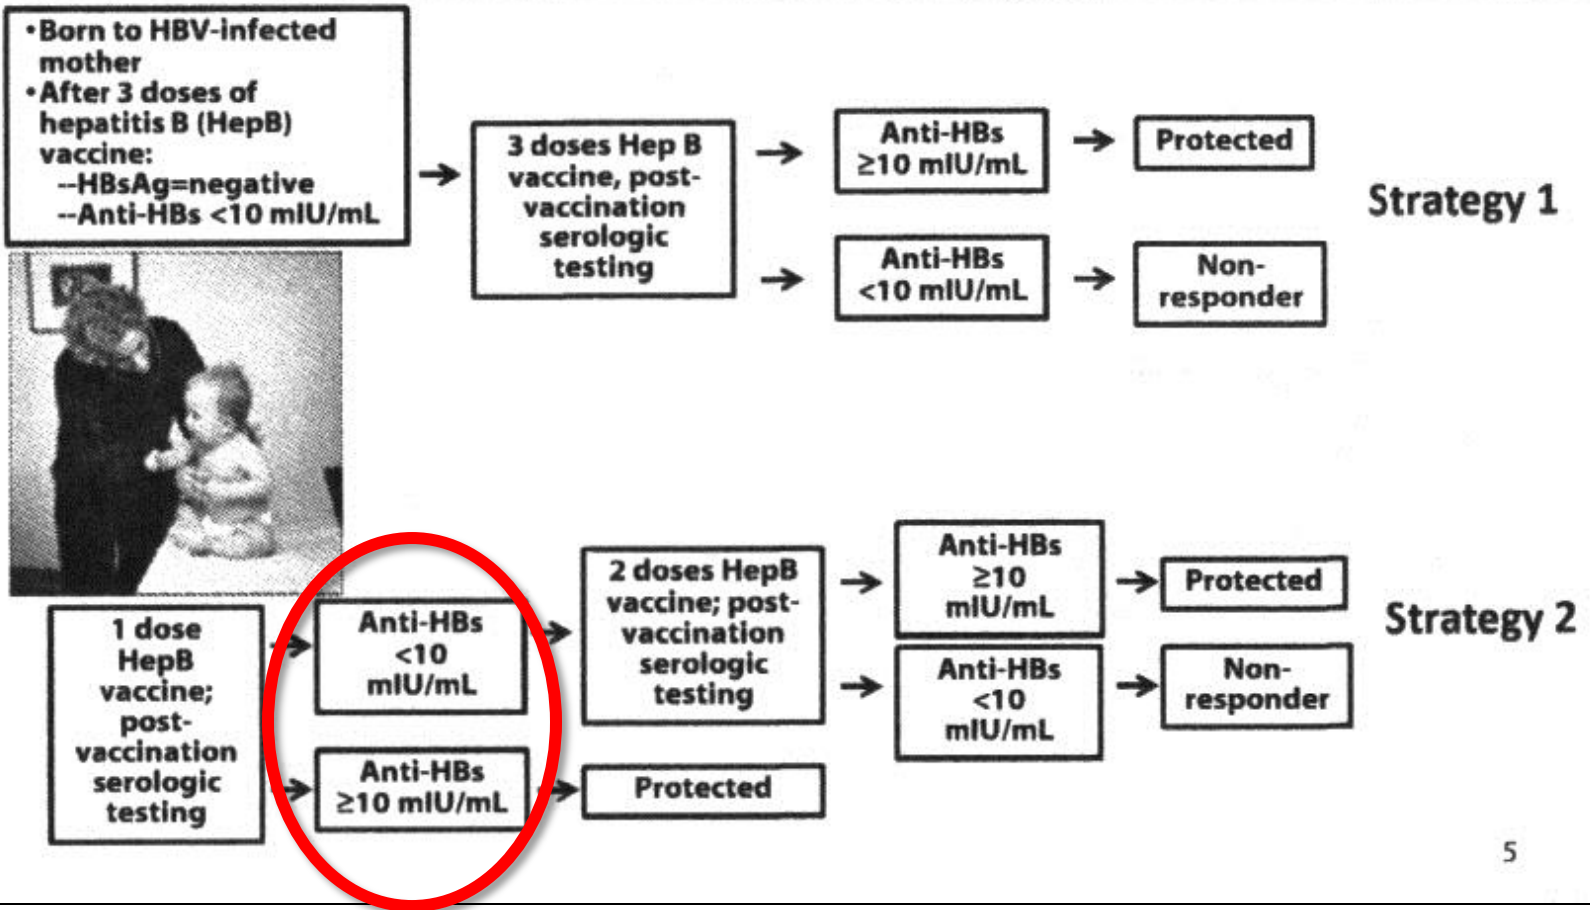 •Born to HBV-infected
mother
•After 3 doses of
hepatitis B (HepB)
vaccine:
--HBsAg=negative
--Anti-HBs <10 mIU/mL
3 doses Hep B
vaccine, post-
vaccination
serologic
testing
Anti-HBs
≥10 mIU/mL
Protected
Anti-HBs
<10 mIU/mL
Non-
responder
Strategy 1
1 dose
HepB
vaccine;
post-
vaccination
serologic
testing
Anti-HBs
<10
mIU/mL
Anti-HBs
≥10 mIU/mL
2 doses HepB
vaccine; post-
vaccination
serologic
testing
Protected
Anti-HBs
≥10
mIU/mL
Protected
Anti-HBs
<10
mIU/mL
Non-
responder
Strategy 2
5